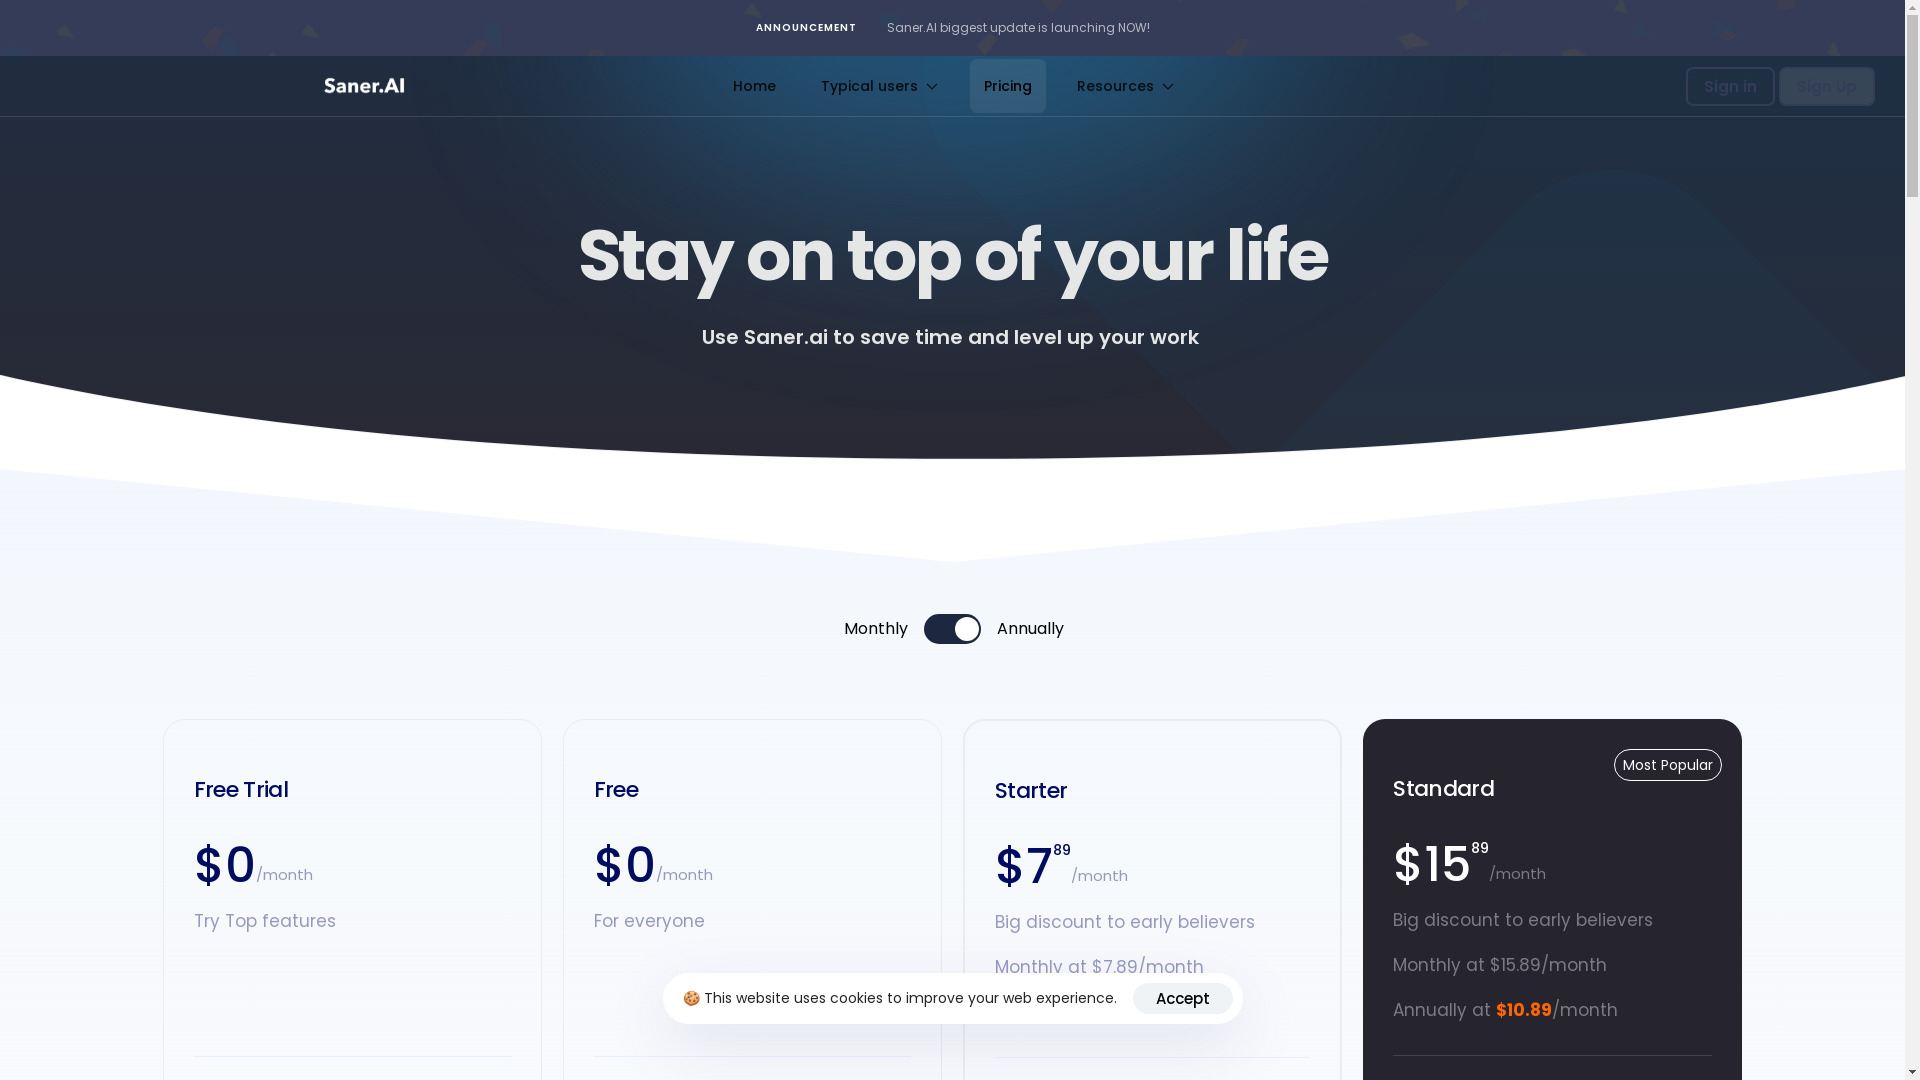 ANNOUNCEMENT Saner.AI biggest update is launching NOW!
Saner.AI Home Typical users Pricing Resources Sign in Sign Up
Stay on top of your life
Use Saner.ai to save time and level up your work
Monthly Annually
Free Trial
$0/month
Try Top features
Free
$0/month
For everyone
Starter
$7 89 /month
Big discount to early believers
Monthly at $7.89/month
Most Popular
Standard
$15 89 /month
Big discount to early believers
Monthly at $15.89/month
Annually at $10.89/month
🍪 This website uses cookies to improve your web experience. Accept